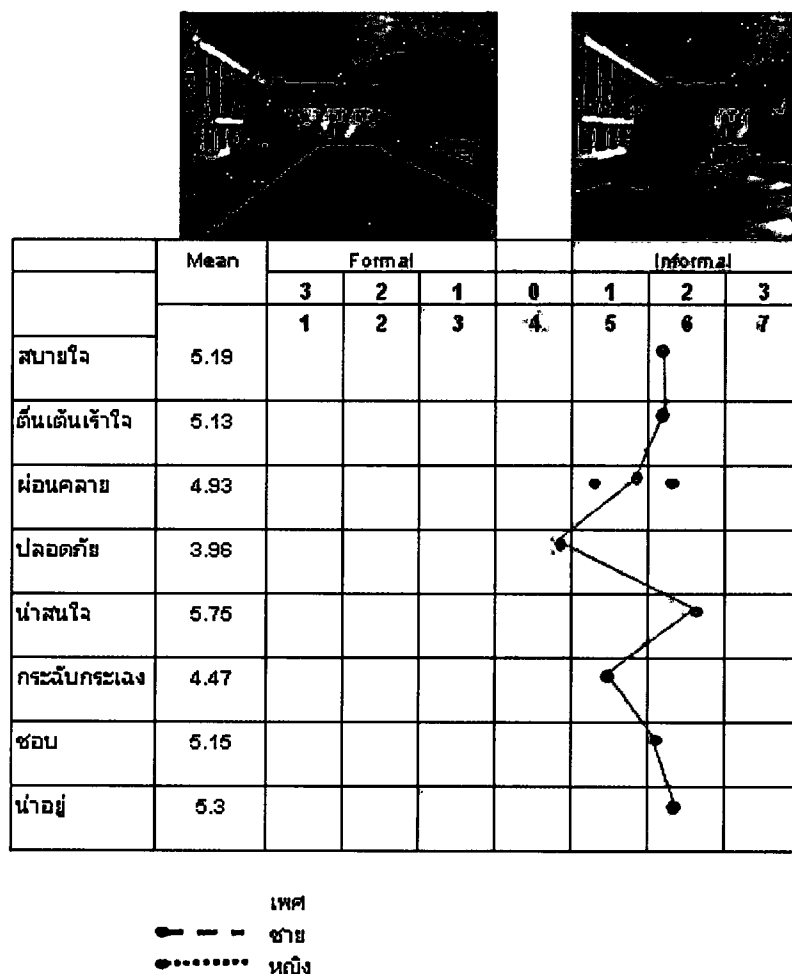 Mean Formal Informal
3 2 1 0 1 2 3
1 2 3 4 5 6 7
สบายใจ 5.19
ตื่นเต้นเร้าใจ 5.13
ผ่อนคลาย 4.93
ปลอดภัย 3.96
น่าสนใจ 5.75
กระฉับกระเฉง 4.47
ชอบ 5.15
น่าอยู่ 5.3
เพศ
ชาย
หญิง